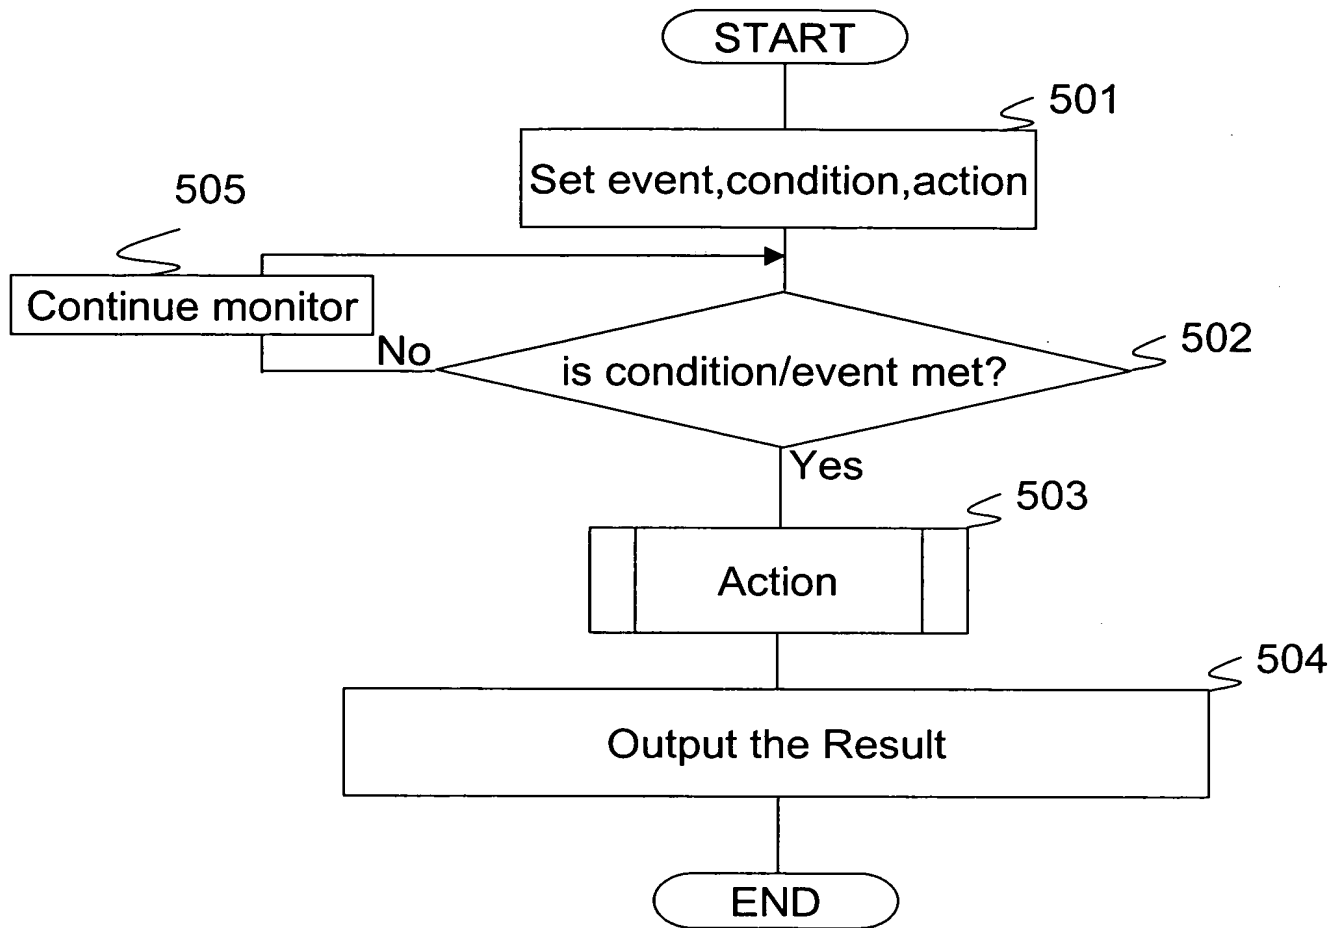 START
501
Set event,condition,action
505
Continue monitor
No
is condition/event met?
502
Yes
503
Action
504
Output the Result
END